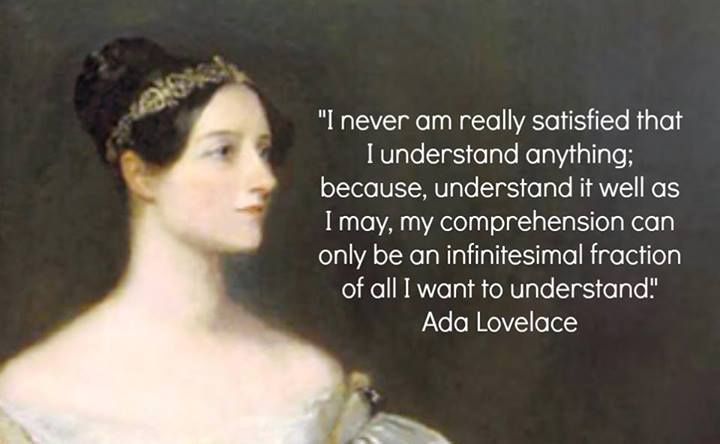 "I never am really satisfied that
I understand anything;
because, understand it well as
I may, my comprehension can
only be an infinitesimal fraction
of all I want to understand."
Ada Lovelace